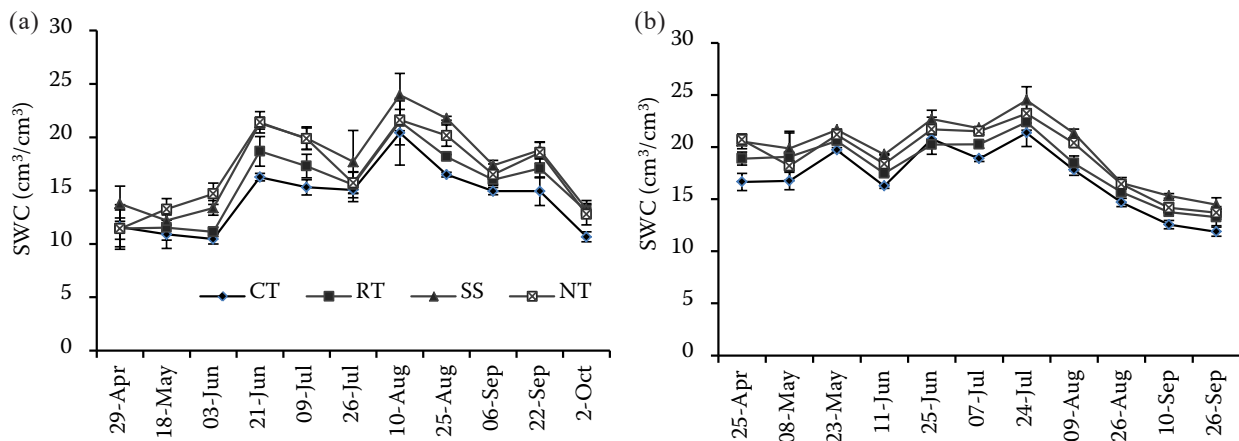 (a)
30
25
20
15
10
5
0
SWC (cm³/cm³)
CT RT SS NT
29-Apr 18-May 03-Jun 21-Jun 09-Jul 26-Jul 10-Aug 25-Aug 06-Sep 22-Sep 2-Oct
(b)
30
25
20
15
10
5
0
SWC (cm³/cm³)
25-Apr 08-May 23-May 11-Jun 25-Jun 07-Jul 24-Jul 09-Aug 26-Aug 10-Sep 26-Sep